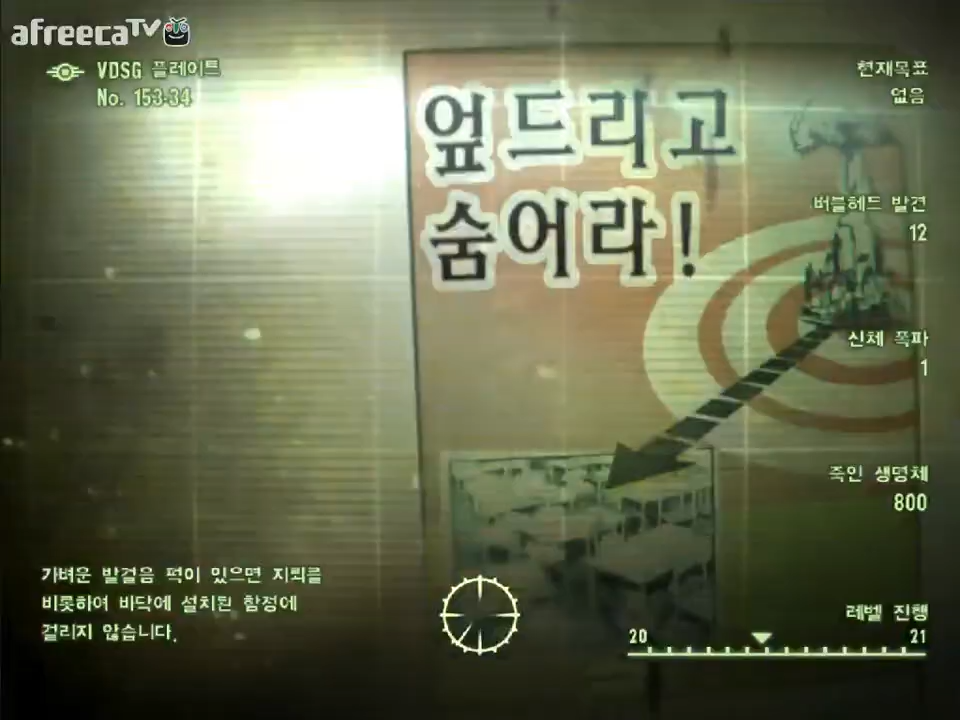 afreecaTV
VDSG 플레이트
No. 153-34
엎드리고
숨어라!
현재목표
없음
버블헤드 발견
12
신체 폭파
1
죽인 생명체
800
가벼운 발걸음 퍽이 있으면 지뢰를
비롯하여 바닥에 설치된 함정에
걸리지 않습니다.
레벨 진행
20 21